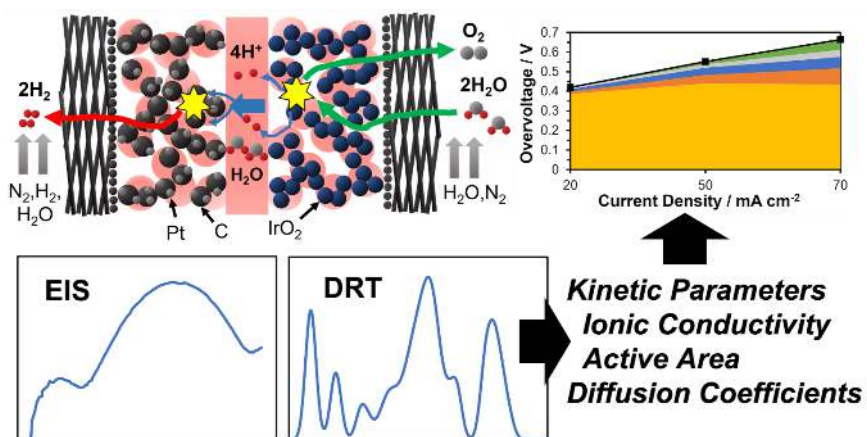 4H⁺
O₂
2H₂
2H₂O
H₂O
N₂,H₂,
H₂O
H₂O,N₂
Pt
C
IrO₂
Overvoltage / V
0.7
0.6
0.5
0.4
0.3
0.2
0.1
0
20
50
70
Current Density / mA cm⁻²
EIS
DRT
Kinetic Parameters
Ionic Conductivity
Active Area
Diffusion Coefficients